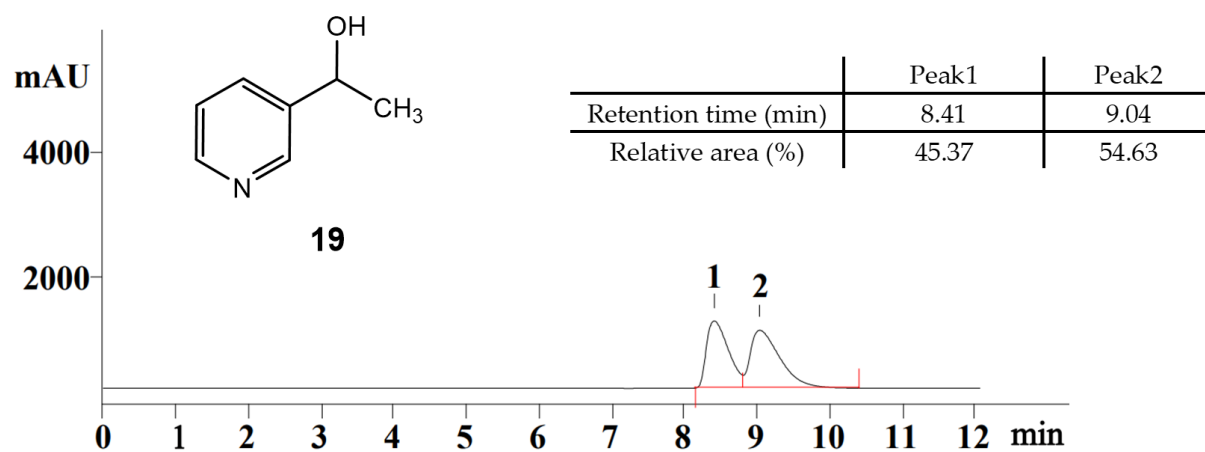 OH
mAU
CH3
N
19
Peak1 Peak2
Retention time (min) 8.41 9.04
Relative area (%) 45.37 54.63
4000
2000
1 2
0 1 2 3 4 5 6 7 8 9 10 11 12 min